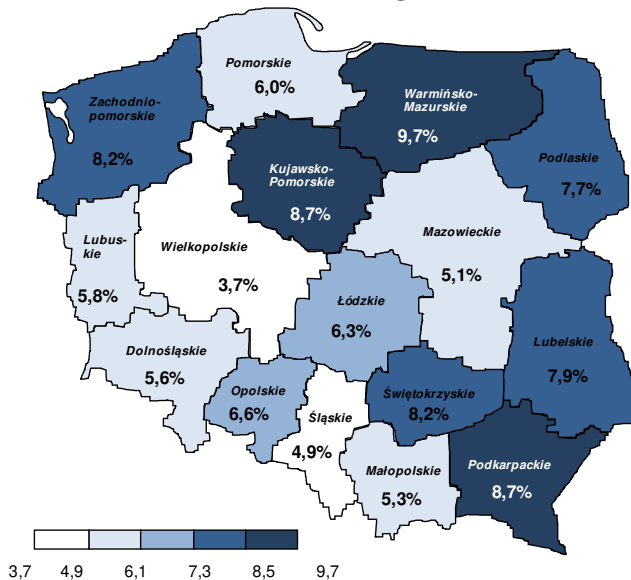 Pomorskie
6,0%
Warmińsko-
Mazurskie
9,7%
Zachodnio-
pomorskie
8,2%
Podlaskie
7,7%
Kujawsko-
Pomorskie
8,7%
Mazowieckie
5,1%
Lubus-
kie
5,8%
Wielkopolskie
3,7%
Łódzkie
6,3%
Lubelskie
7,9%
Dolnośląskie
5,6%
Opolskie
6,6%
Świętokrzyskie
8,2%
Śląskie
4,9%
Małopolskie
5,3%
Podkarpackie
8,7%
3,7 4,9 6,1 7,3 8,5 9,7